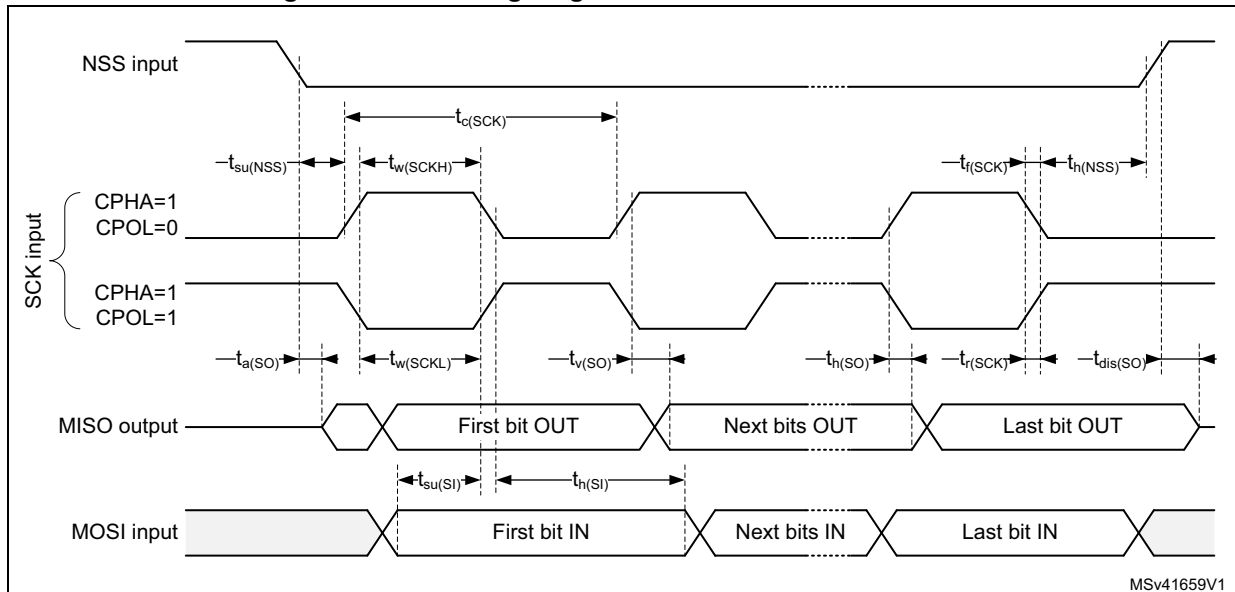 NSS input
tc(SCK)
tsu(NSS)
tw(SCKH)
tf(SCK)
th(NSS)
SCK input
CPHA=1
CPOL=0
CPHA=1
CPOL=1
ta(SO)
tw(SCKL)
tv(SO)
th(SO)
tr(SCK)
tdis(SO)
MISO output
First bit OUT
Next bits OUT
Last bit OUT
tsu(SI)
th(SI)
MOSI input
First bit IN
Next bits IN
Last bit IN
MSv41659V1